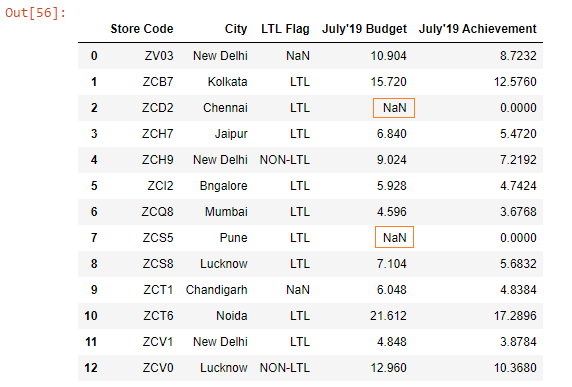 Out[56]:
Store Code City LTL Flag July'19 Budget July'19 Achievement
0 ZV03 New Delhi NaN 10.904 8.7232
1 ZCB7 Kolkata LTL 15.720 12.5760
2 ZCD2 Chennai LTL NaN 0.0000
3 ZCH7 Jaipur LTL 6.840 5.4720
4 ZCH9 New Delhi NON-LTL 9.024 7.2192
5 ZCI2 Bngalore LTL 5.928 4.7424
6 ZCQ8 Mumbai LTL 4.596 3.6768
7 ZCS5 Pune LTL NaN 0.0000
8 ZCS8 Lucknow LTL 7.104 5.6832
9 ZCT1 Chandigarh NaN 6.048 4.8384
10 ZCT6 Noida LTL 21.612 17.2896
11 ZCV1 New Delhi LTL 4.848 3.8784
12 ZCV0 Lucknow NON-LTL 12.960 10.3680